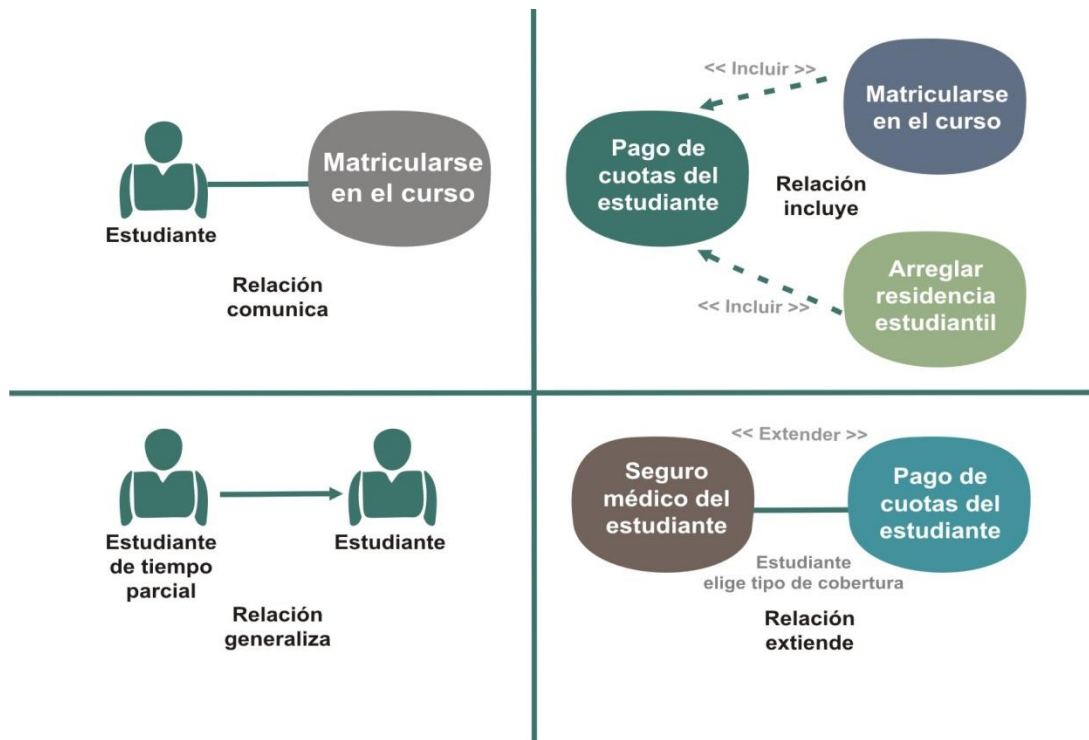 Estudiante
Matricularse
en el curso
Relación
comunica
<< Incluir >>
Matricularse
en el curso
Pago de
cuotas del
estudiante
Relación
incluye
<< Incluir >>
Arreglar
residencia
estudiantil
Estudiante
de tiempo
parcial
Estudiante
Relación
generaliza
<< Extender >>
Seguro
médico del
estudiante
Pago de
cuotas del
estudiante
Estudiante
elige tipo de cobertura
Relación
extiende